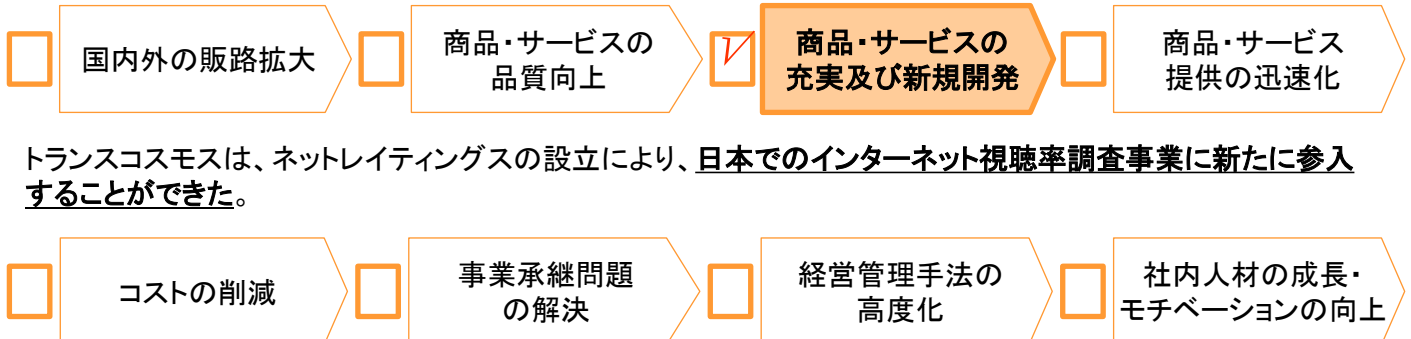 国内外の販路拡大
商品・サービスの
品質向上
商品・サービスの
充実及び新規開発
商品・サービス
提供の迅速化
トランスコスモスは、ネットレイティングスの設立により、日本でのインターネット視聴率調査事業に新たに参入
することができた。
コストの削減
事業承継問題
の解決
経営管理手法の
高度化
社内人材の成長・
モチベーションの向上